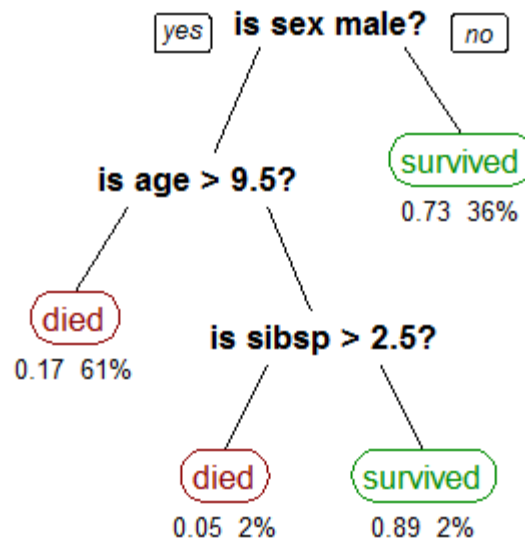 yes is sex male? no
survived
is age > 9.5?
0.73 36%
died
0.17 61%
is sibsp > 2.5?
died survived
0.05 2% 0.89 2%